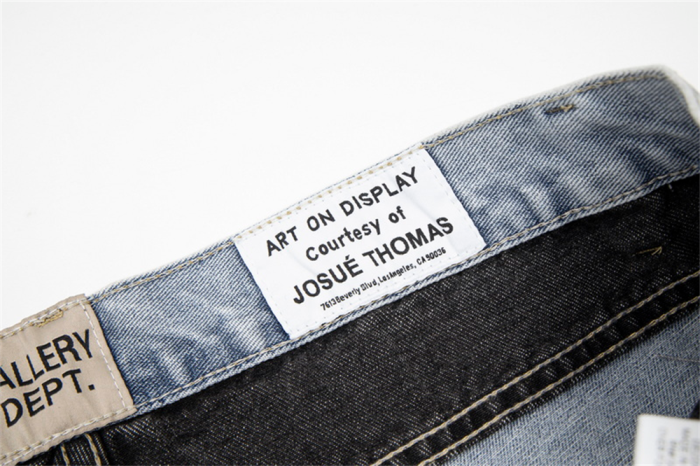 ART ON DISPLAY
courtesy of
JOSUÉ THOMAS
7613 Beverly Blvd, Los Angeles, CA 90036
ALLERY
DEPT.